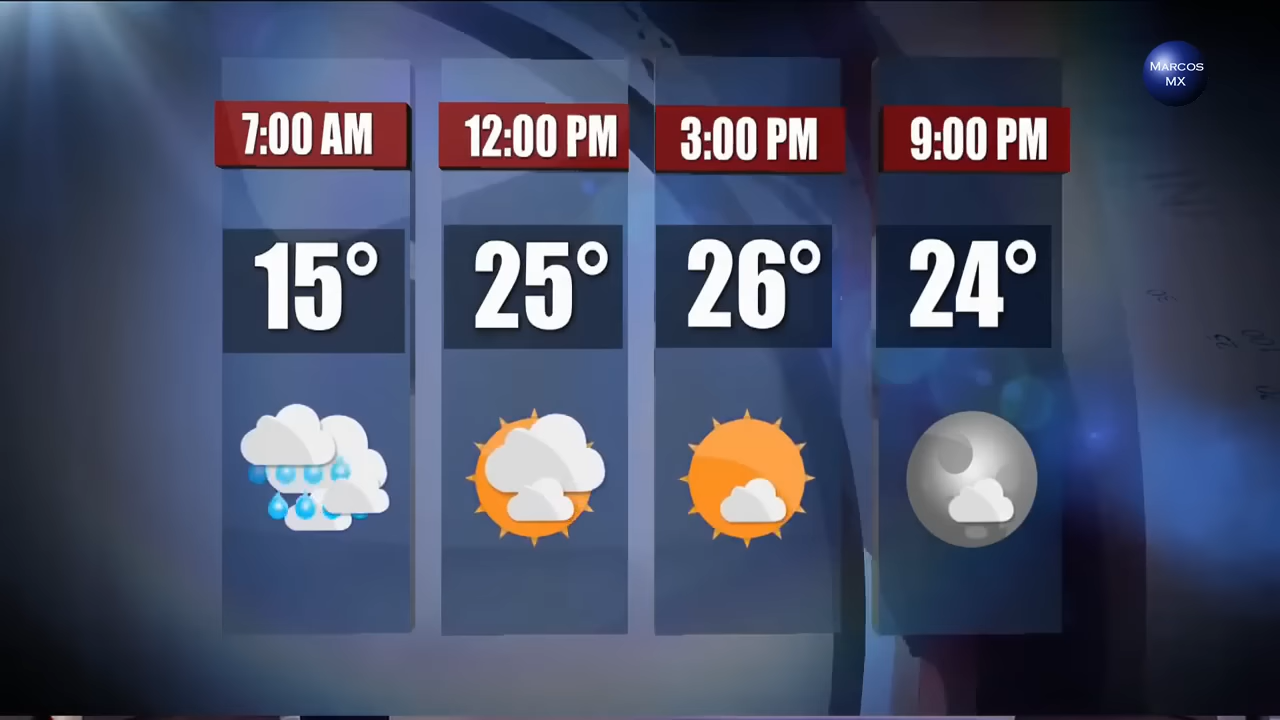 MARCOS
MX
7:00 AM
12:00 PM
3:00 PM
9:00 PM
15°
25°
26°
24°